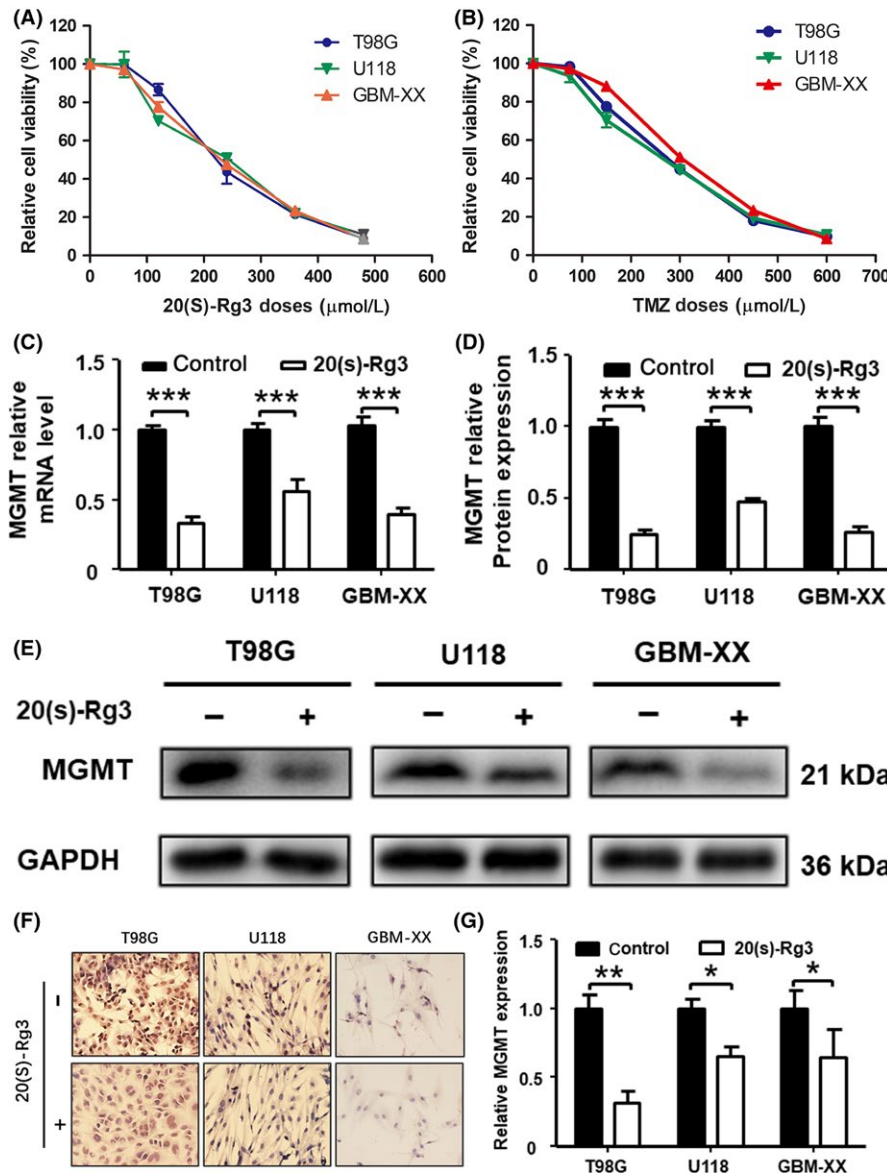 (A)
Relative cell viability (%)
120
100
80
60
40
20
0
T98G
U118
GBM-XX
0 100 200 300 400 500 600
20(S)-Rg3 doses (μmol/L)
(B)
Relative cell viability (%)
120
100
80
60
40
20
0
T98G
U118
GBM-XX
0 100 200 300 400 500 600 700
TMZ doses (μmol/L)
(C)
MGMT relative
mRNA level
1.5
1.0
0.5
0
Control 20(s)-Rg3
*** *** ***
T98G U118 GBM-XX
(D)
MGMT relative
Protein expression
1.5
1.0
0.5
0
Control 20(s)-Rg3
*** *** ***
T98G U118 GBM-XX
(E)
T98G U118 GBM-XX
20(s)-Rg3 − + − + − +
MGMT 21 kDa
GAPDH 36 kDa
(F)
T98G U118 GBM-XX
20(S)-Rg3
−
+
(G)
Relative MGMT expression
1.5
1.0
0.5
0
Control 20(s)-Rg3
** * *
T98G U118 GBM-XX